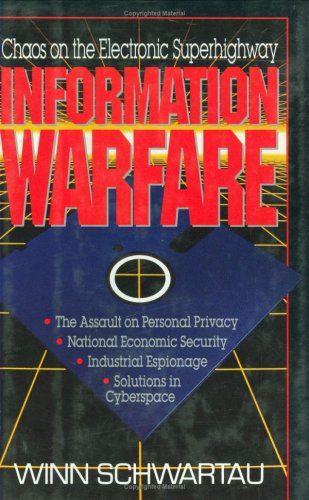 Chaos on the Electronic Superhighway
INFORMATION
WARFARE
• The Assault on Personal Privacy
• National Economic Security
• Industrial Espionage
• Solutions in
Cyberspace
WINN SCHWARTAU